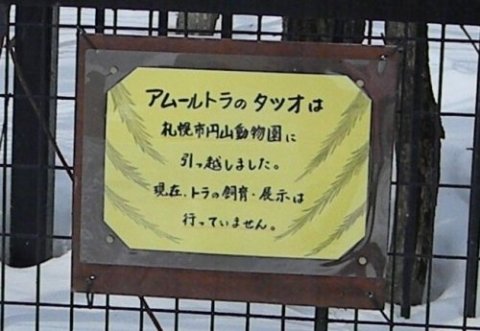 アムールトラのタツオは
札幌市円山動物園に
引っ越しました。
現在、トラの飼育・展示は
行っていません。